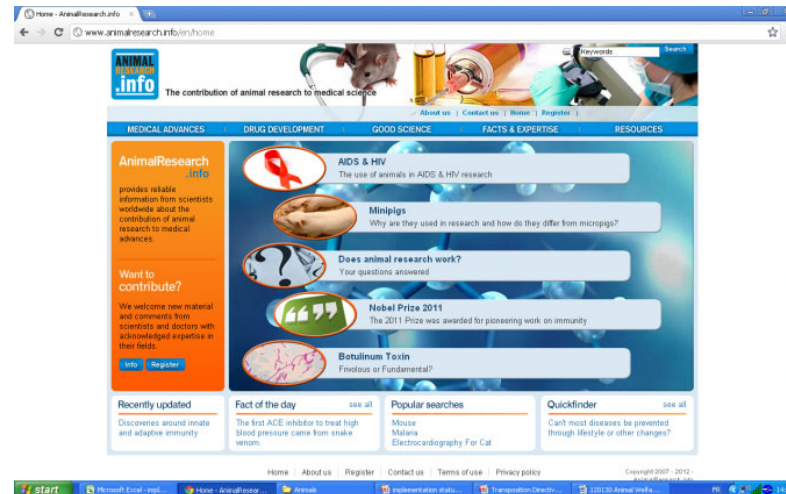 Home - AnimalResearch.info
www.animalresearch.info/en/home
ANIMAL
RESEARCH
.info
The contribution of animal research to medical science
Keywords
Search
About us | Contact us | Home | Register |
MEDICAL ADVANCES
DRUG DEVELOPMENT
GOOD SCIENCE
FACTS & EXPERTISE
RESOURCES
AnimalResearch
.info
provides reliable
information from scientists
worldwide about the
contribution of animal
research to medical
advances.
Want to
contribute?
We welcome new material
and comments from
scientists and doctors with
acknowledged expertise in
their fields.
Info
Register
AIDS & HIV
The use of animals in AIDS & HIV research
Minipigs
Why are they used in research and how do they differ from micropigs?
Does animal research work?
Your questions answered
Nobel Prize 2011
The 2011 Prize was awarded for pioneering work on immunity
Botulinum Toxin
Frivolous or Fundamental?
Recently updated
Discoveries around innate
and adaptive immunity
Fact of the day
see all
The first ACE inhibitor to treat high
blood pressure came from snake
venom.
Popular searches
Mouse
Malaria
Electrocardiography For Cat
Quickfinder
see all
Can't most diseases be prevented
through lifestyle or other changes?
Home | About us | Register | Contact us | Terms of use | Privacy policy
Copyright 2007 - 2012 -
start
Microsoft Excel - impl...
Home - AnimalResear...
Animals
implementation statu...
Transposition Directiv...
120130 Animal Welfa...
FR